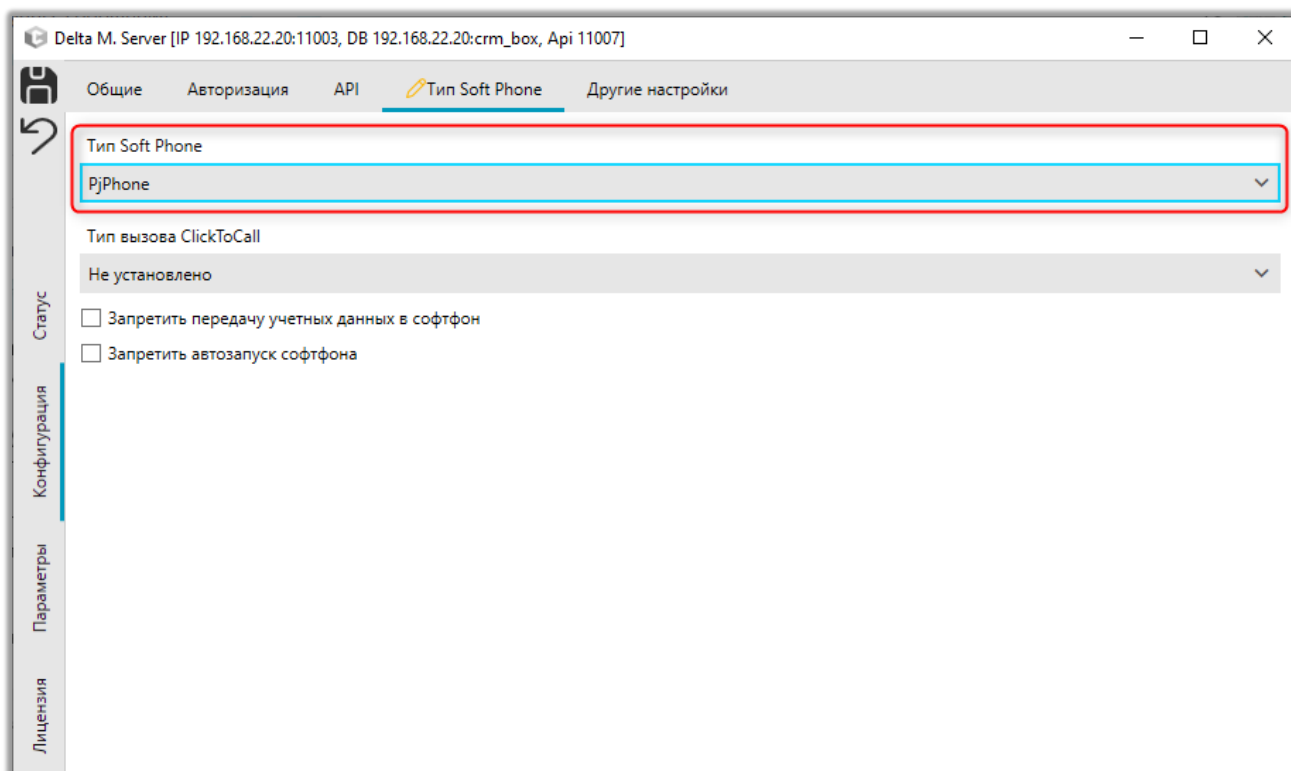 Delta M. Server [IP 192.168.22.20:11003, DB 192.168.22.20:crm_box, Api 11007]
Общие Авторизация API Тип Soft Phone Другие настройки
Тип Soft Phone
PjPhone
Тип вызова ClickToCall
Не установлено
Запретить передачу учетных данных в софтфон
Запретить автозапуск софтфона
Статус
Конфигурация
Параметры
Лицензия